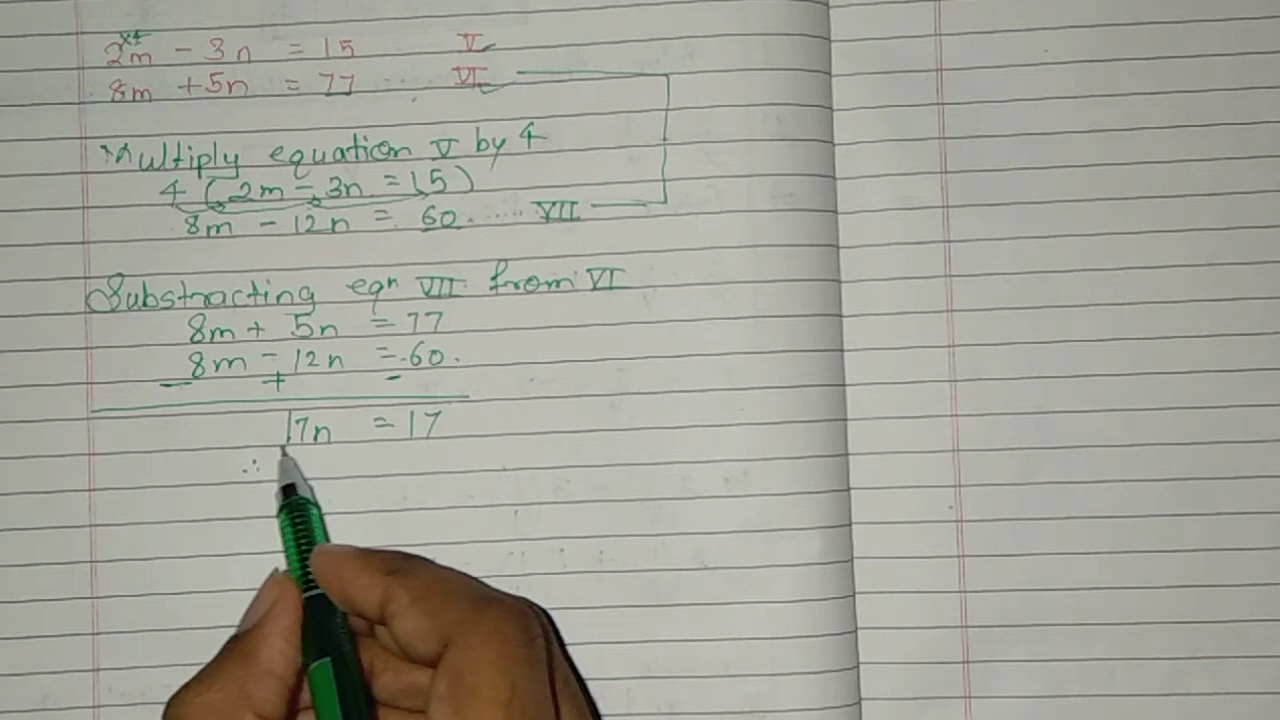 ×4
2m - 3n = 15 V
8m + 5n = 77 ... VI
Multiply equation V by 4
4 (2m - 3n = 15)
8m - 12n = 60 ..... VII
Substracting eqn VII from VI
8m + 5n = 77
8m - 12n = 60.
- + -
17n = 17
∴